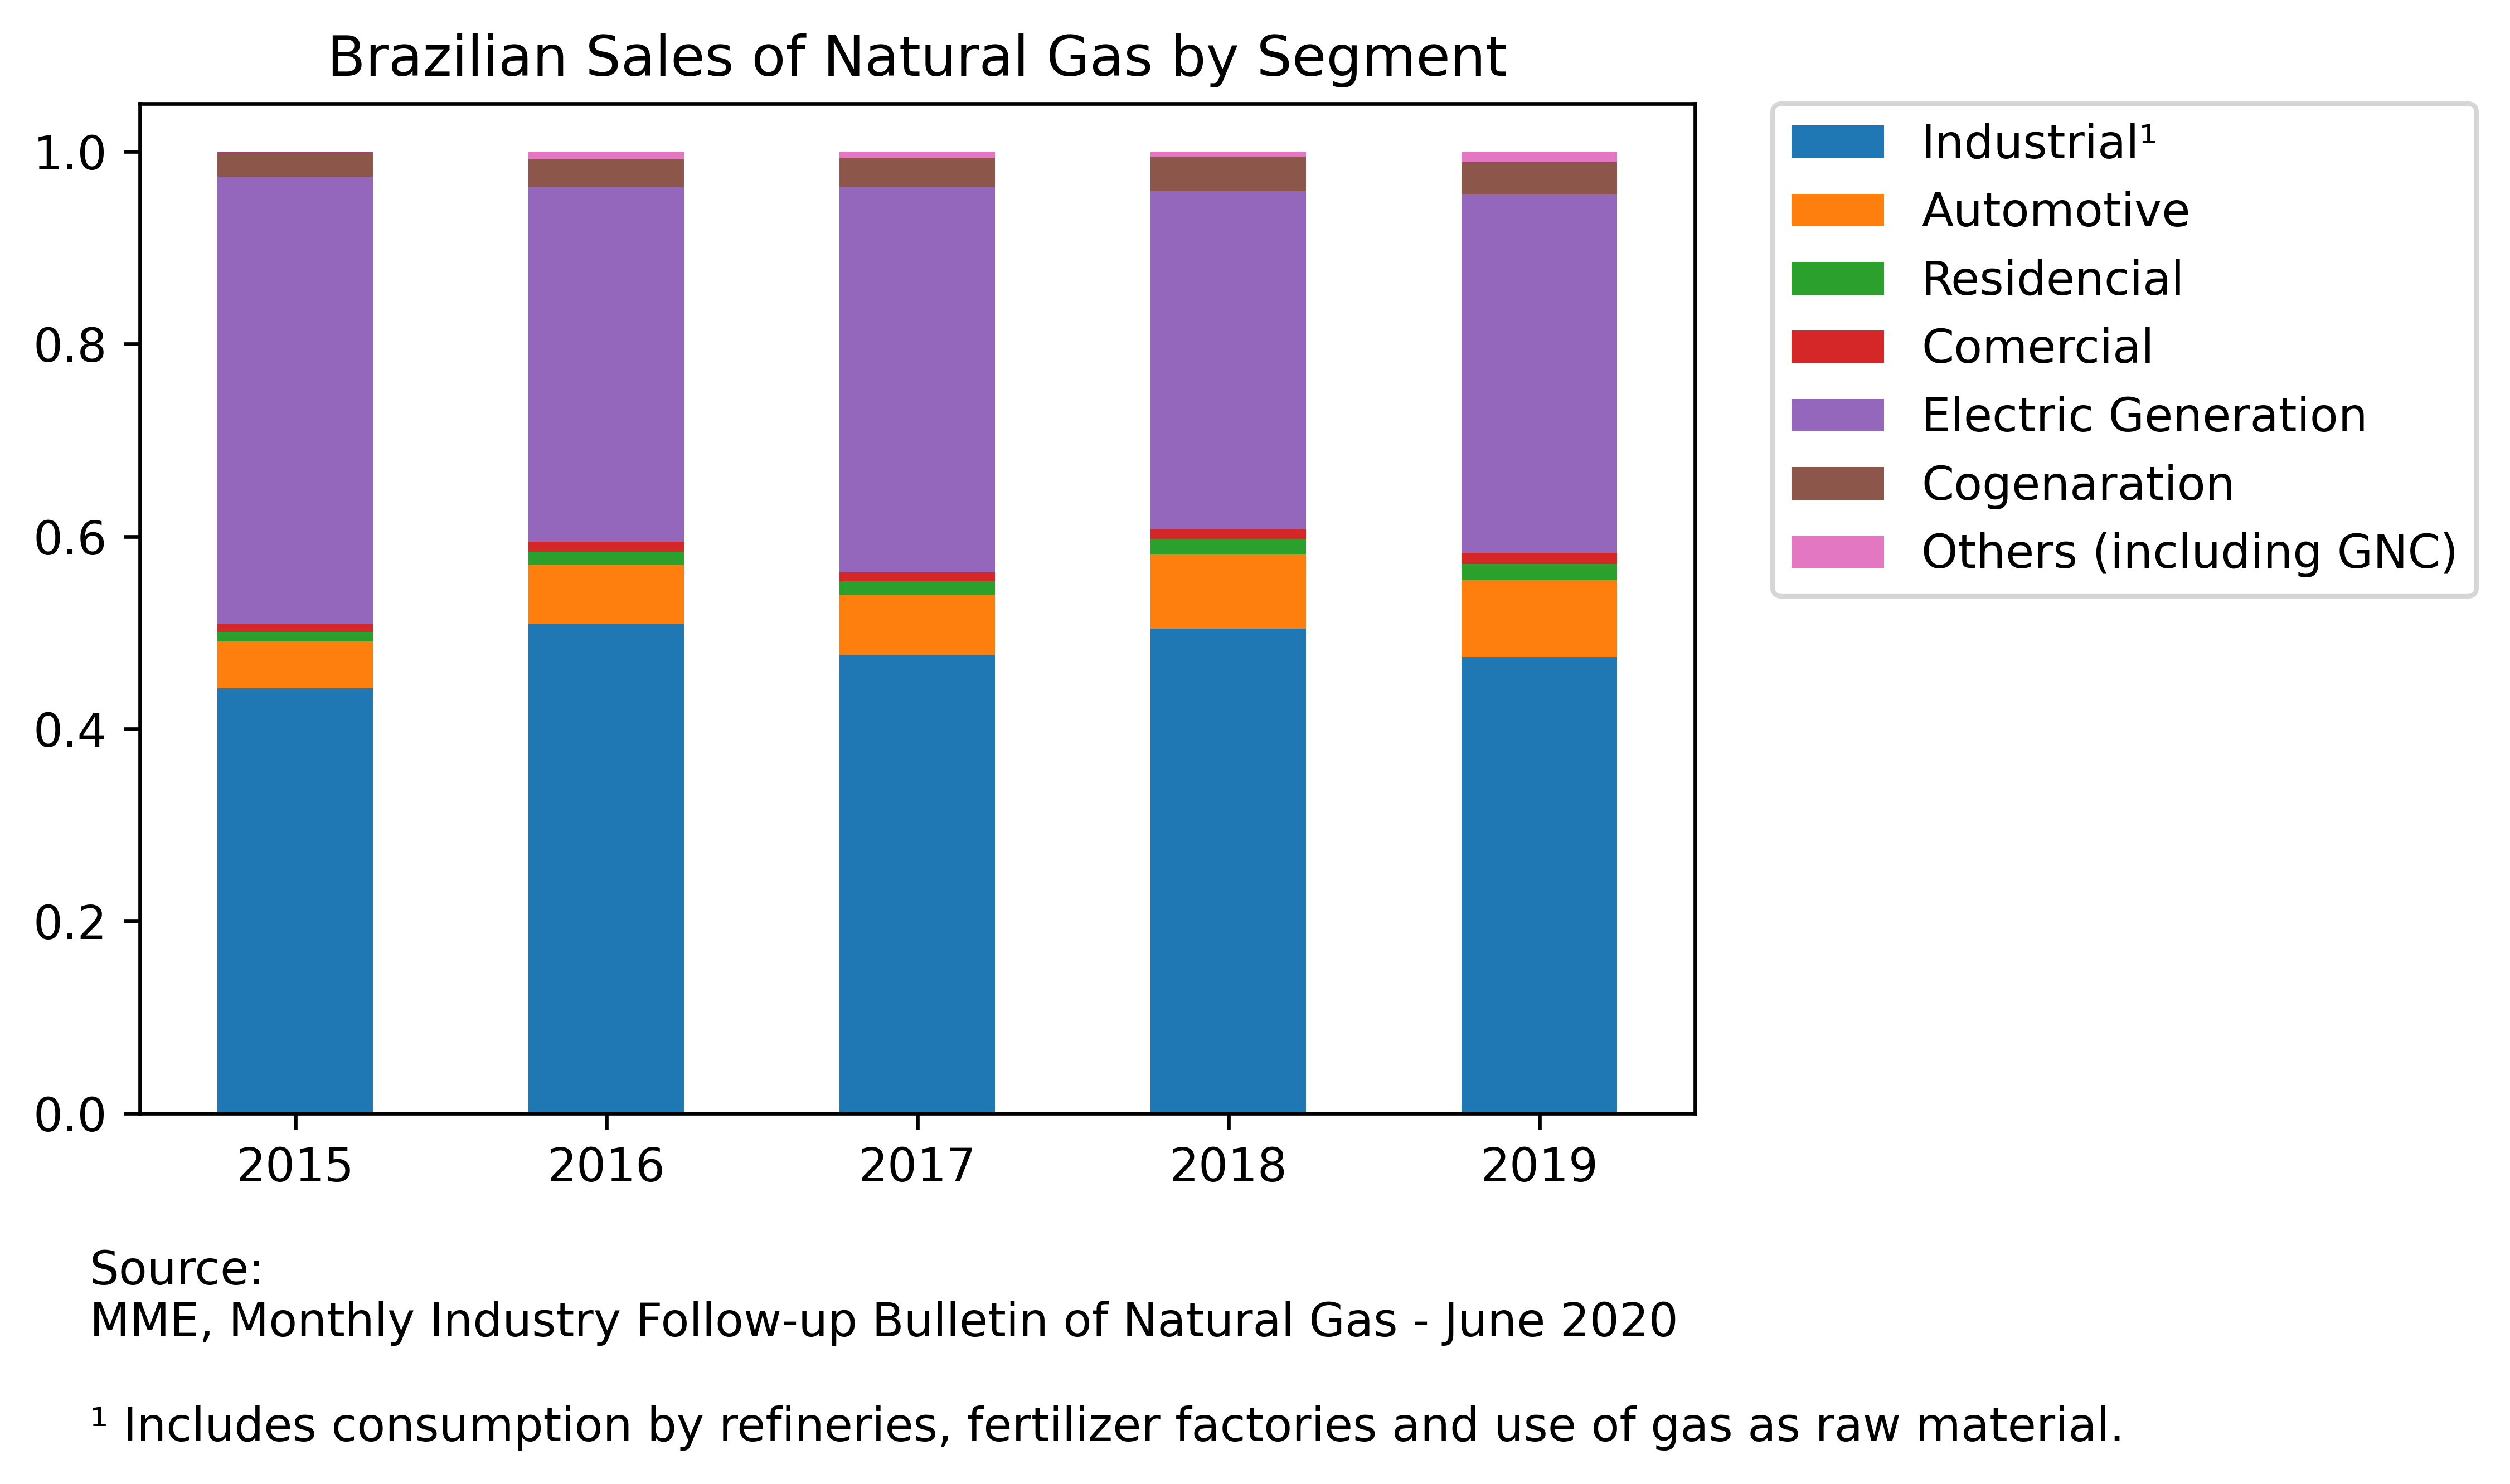 Brazilian Sales of Natural Gas by Segment
1.0
0.8
0.6
0.4
0.2
0.0
2015
2016
2017
2018
2019
Industrial¹
Automotive
Residencial
Comercial
Electric Generation
Cogenaration
Others (including GNC)
Source:
MME, Monthly Industry Follow-up Bulletin of Natural Gas - June 2020
¹ Includes consumption by refineries, fertilizer factories and use of gas as raw material.